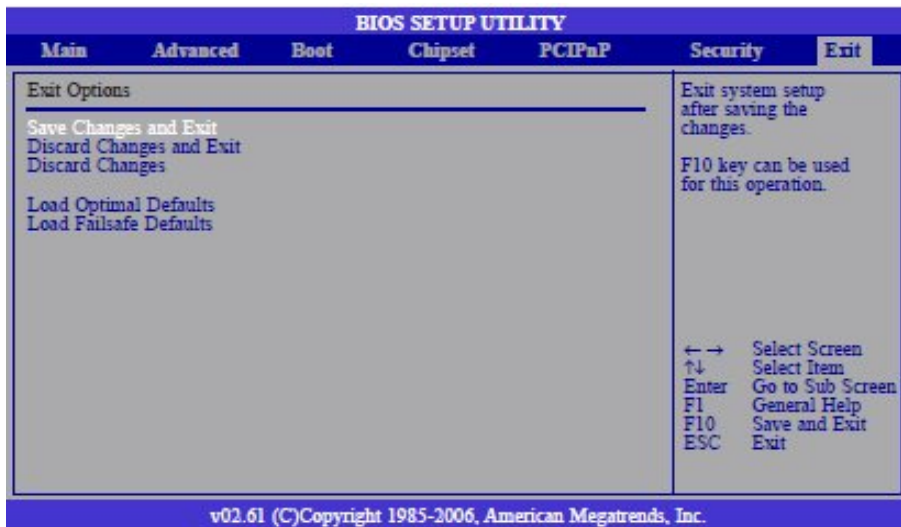 BIOS SETUP UTILITY
Main Advanced Boot Chipset PCIPnP Security Exit
Exit Options
Save Changes and Exit
Discard Changes and Exit
Discard Changes
Load Optimal Defaults
Load Failsafe Defaults
Exit system setup
after saving the
changes.
F10 key can be used
for this operation.
←→ Select Screen
↑↓ Select Item
Enter Go to Sub Screen
F1 General Help
F10 Save and Exit
ESC Exit
v02.61 (C)Copyright 1985-2006, American Megatrends, Inc.